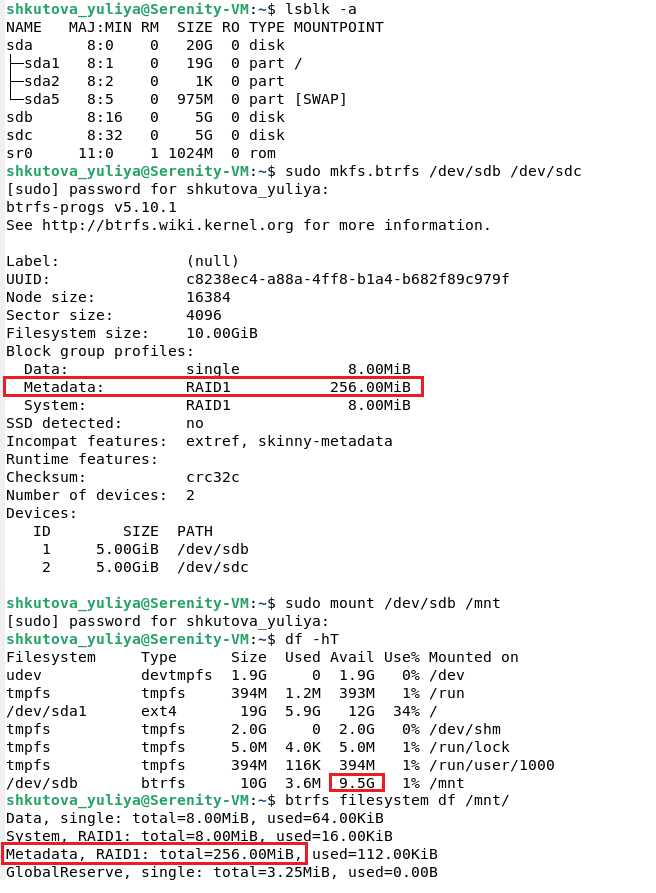 shkutova_yuliya@Serenity-VM:~$ lsblk -a
NAME   MAJ:MIN RM  SIZE RO TYPE MOUNTPOINT
sda      8:0    0   20G  0 disk
├─sda1   8:1    0   19G  0 part /
├─sda2   8:2    0    1K  0 part
└─sda5   8:5    0  975M  0 part [SWAP]
sdb      8:16   0    5G  0 disk
sdc      8:32   0    5G  0 disk
sr0     11:0    1 1024M  0 rom
shkutova_yuliya@Serenity-VM:~$ sudo mkfs.btrfs /dev/sdb /dev/sdc
[sudo] password for shkutova_yuliya:
btrfs-progs v5.10.1
See http://btrfs.wiki.kernel.org for more information.

Label:              (null)
UUID:               c8238ec4-a88a-4ff8-b1a4-b682f89c979f
Node size:          16384
Sector size:        4096
Filesystem size:    10.00GiB
Block group profiles:
  Data:             single            8.00MiB
  Metadata:         RAID1           256.00MiB
  System:           RAID1             8.00MiB
SSD detected:       no
Incompat features:  extref, skinny-metadata
Runtime features:
Checksum:           crc32c
Number of devices:  2
Devices:
   ID        SIZE  PATH
    1     5.00GiB  /dev/sdb
    2     5.00GiB  /dev/sdc

shkutova_yuliya@Serenity-VM:~$ sudo mount /dev/sdb /mnt
[sudo] password for shkutova_yuliya:
shkutova_yuliya@Serenity-VM:~$ df -hT
Filesystem     Type      Size  Used Avail Use% Mounted on
udev           devtmpfs  1.9G     0  1.9G   0% /dev
tmpfs          tmpfs     394M  1.2M  393M   1% /run
/dev/sda1      ext4       19G  5.9G   12G  34% /
tmpfs          tmpfs     2.0G     0  2.0G   0% /dev/shm
tmpfs          tmpfs     5.0M  4.0K  5.0M   1% /run/lock
tmpfs          tmpfs     394M  116K  394M   1% /run/user/1000
/dev/sdb       btrfs      10G  3.6M  9.5G   1% /mnt
shkutova_yuliya@Serenity-VM:~$ btrfs filesystem df /mnt/
Data, single: total=8.00MiB, used=64.00KiB
System, RAID1: total=8.00MiB, used=16.00KiB
Metadata, RAID1: total=256.00MiB, used=112.00KiB
GlobalReserve, single: total=3.25MiB, used=0.00B